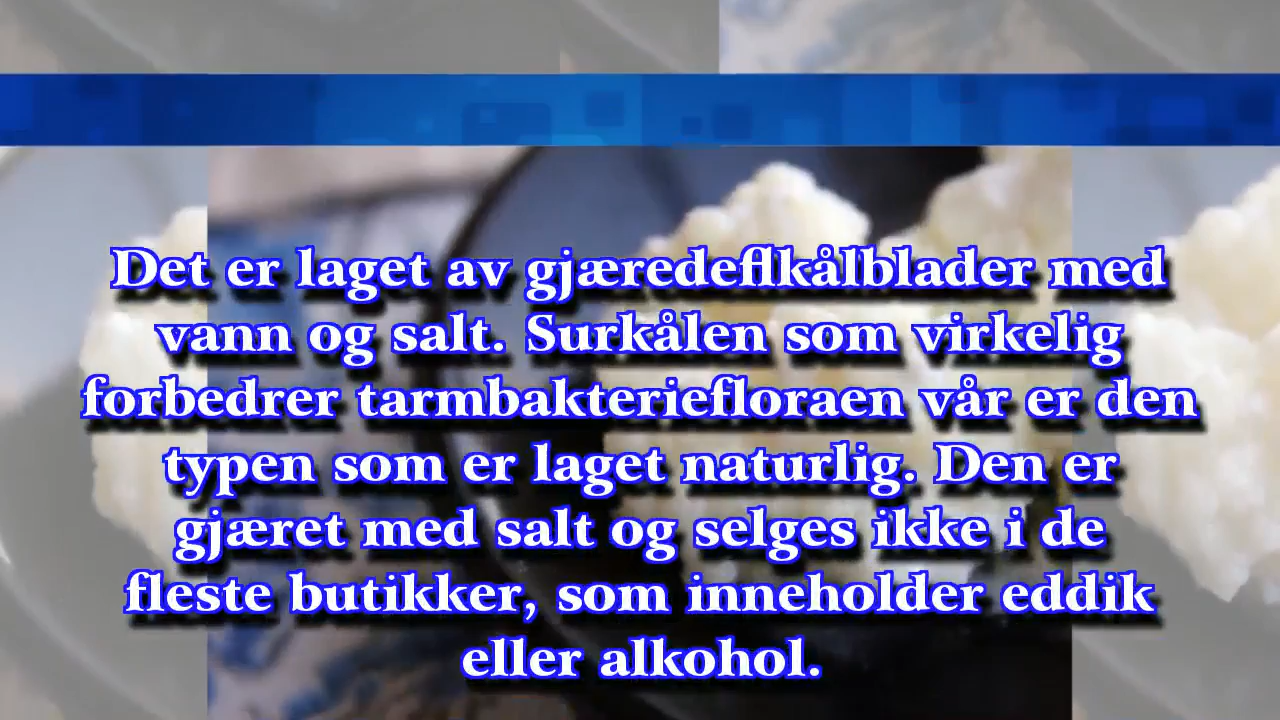 Det er laget av gjæredeflkålblader med
vann og salt. Surkålen som virkelig
forbedrer tarmbakteriefloraen vår er den
typen som er laget naturlig. Den er
gjæret med salt og selges ikke i de
fleste butikker, som inneholder eddik
eller alkohol.